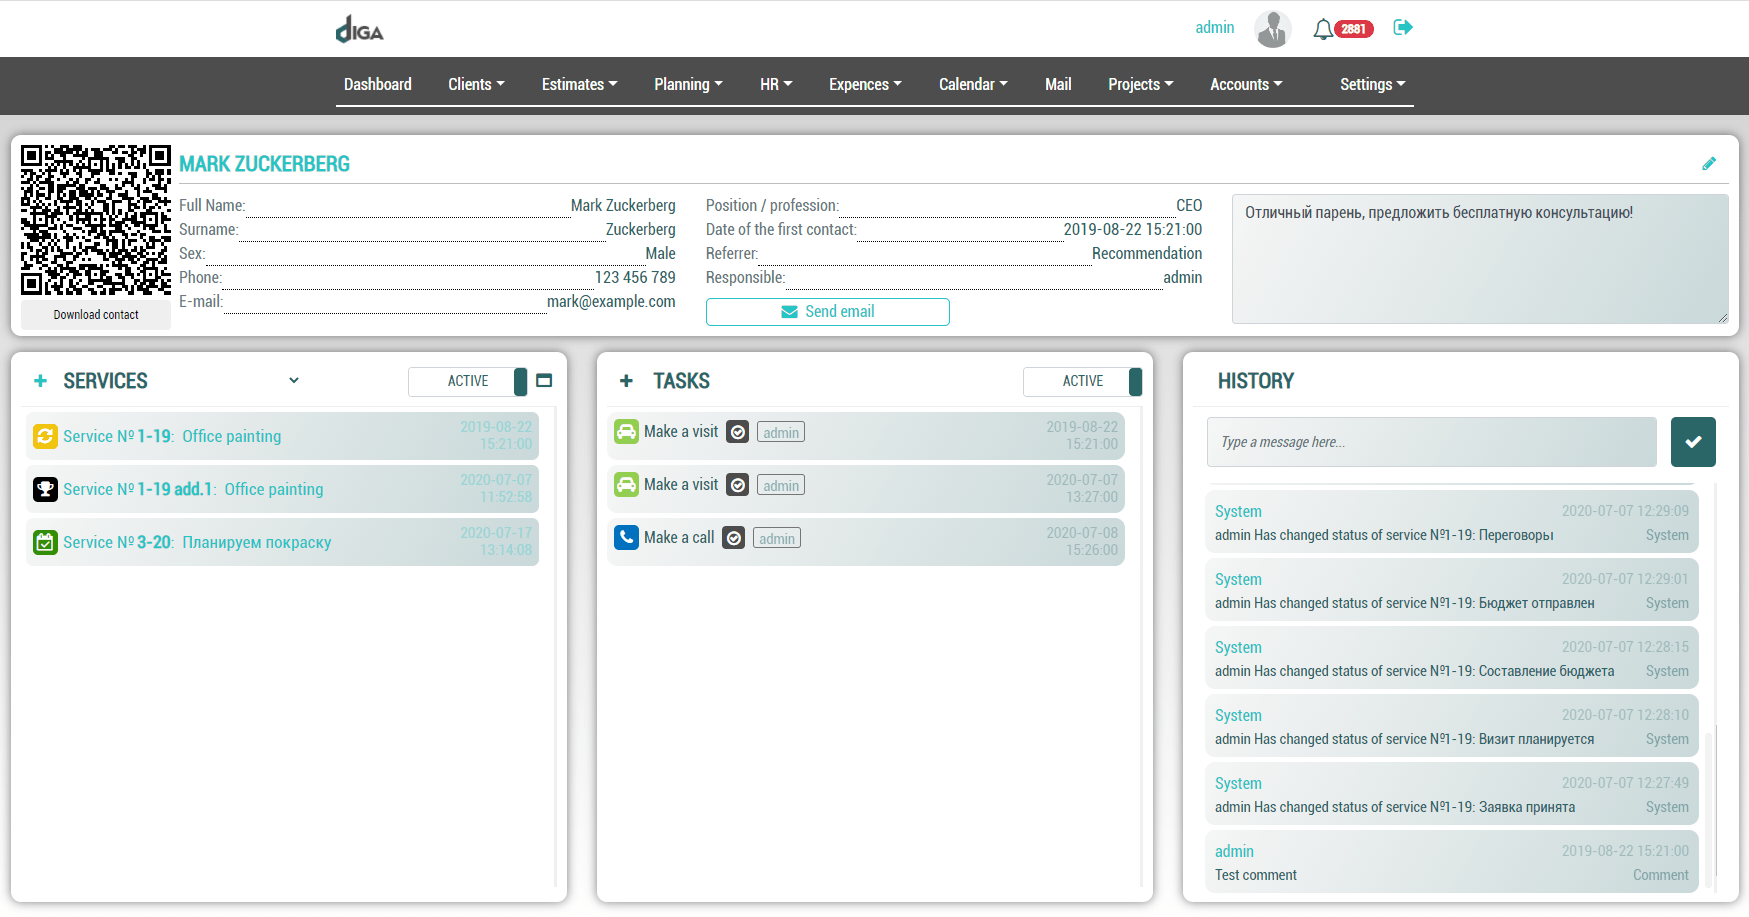 DIGA
admin
2881
Dashboard Clients Estimates Planning HR Expences Calendar Mail Projects Accounts Settings
MARK ZUCKERBERG
Full Name: Mark Zuckerberg
Surname: Zuckerberg
Sex: Male
Phone: 123 456 789
E-mail: mark@example.com
Download contact
Position / profession: CEO
Date of the first contact: 2019-08-22 15:21:00
Referrer: Recommendation
Responsible: admin
Send email
Отличный парень, предложить бесплатную консультацию!
SERVICES
ACTIVE
Service № 1-19: Office painting
2019-08-22
15:21:00
Service № 1-19 add.1: Office painting
2020-07-07
11:52:58
Service № 3-20: Планируем покраску
2020-07-17
13:14:08
TASKS
ACTIVE
Make a visit admin
2019-08-22
15:21:00
Make a visit admin
2020-07-07
13:27:00
Make a call admin
2020-07-08
15:26:00
HISTORY
Type a message here...
System 2020-07-07 12:29:09
admin Has changed status of service №1-19: Переговоры System
System 2020-07-07 12:29:01
admin Has changed status of service №1-19: Бюджет отправлен System
System 2020-07-07 12:28:15
admin Has changed status of service №1-19: Составление бюджета System
System 2020-07-07 12:28:10
admin Has changed status of service №1-19: Визит планируется System
System 2020-07-07 12:27:49
admin Has changed status of service №1-19: Заявка принята System
admin 2019-08-22 15:21:00
Test comment Comment